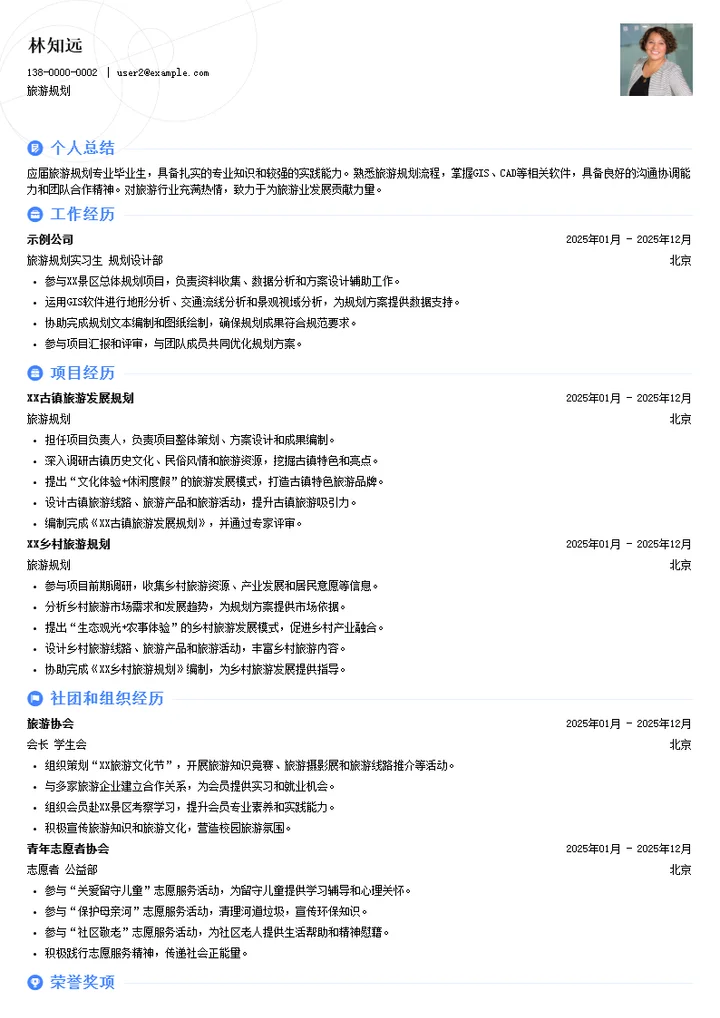 林知远
138-0000-0002 | user2@example.com
旅游规划
个人总结
应届旅游规划专业毕业生，具备扎实的专业知识和较强的实践能力。熟悉旅游规划流程，掌握GIS、CAD等相关软件，具备良好的沟通协调能
力和团队合作精神。对旅游行业充满热情，致力于为旅游业发展贡献力量。
工作经历
示例公司 2025年01月 - 2025年12月
旅游规划实习生 规划设计部 北京
• 参与XX景区总体规划项目，负责资料收集、数据分析和方案设计辅助工作。
• 运用GIS软件进行地形分析、交通流线分析和景观视域分析，为规划方案提供数据支持。
• 协助完成规划文本编制和图纸绘制，确保规划成果符合规范要求。
• 参与项目汇报和评审，与团队成员共同优化规划方案。
项目经历
XX古镇旅游发展规划 2025年01月 - 2025年12月
旅游规划 北京
• 担任项目负责人，负责项目整体策划、方案设计和成果编制。
• 深入调研古镇历史文化、民俗风情和旅游资源，挖掘古镇特色和亮点。
• 提出“文化体验+休闲度假”的旅游发展模式，打造古镇特色旅游品牌。
• 设计古镇旅游线路、旅游产品和旅游活动，提升古镇旅游吸引力。
• 编制完成《XX古镇旅游发展规划》，并通过专家评审。
XX乡村旅游规划 2025年01月 - 2025年12月
旅游规划 北京
• 参与项目前期调研，收集乡村旅游资源、产业发展和居民意愿等信息。
• 分析乡村旅游市场需求和发展趋势，为规划方案提供市场依据。
• 提出“生态观光+农事体验”的乡村旅游发展模式，促进乡村产业融合。
• 设计乡村旅游线路、旅游产品和旅游活动，丰富乡村旅游内容。
• 协助完成《XX乡村旅游规划》编制，为乡村旅游发展提供指导。
社团和组织经历
旅游协会 2025年01月 - 2025年12月
会长 学生会 北京
• 组织策划“XX旅游文化节”，开展旅游知识竞赛、旅游摄影展和旅游线路推介等活动。
• 与多家旅游企业建立合作关系，为会员提供实习和就业机会。
• 组织会员赴XX景区考察学习，提升会员专业素养和实践能力。
• 积极宣传旅游知识和旅游文化，营造校园旅游氛围。
青年志愿者协会 2025年01月 - 2025年12月
志愿者 公益部 北京
• 参与“关爱留守儿童”志愿服务活动，为留守儿童提供学习辅导和心理关怀。
• 参与“保护母亲河”志愿服务活动，清理河道垃圾，宣传环保知识。
• 参与“社区敬老”志愿服务活动，为社区老人提供生活帮助和精神慰藉。
• 积极践行志愿服务精神，传递社会正能量。
荣誉奖项